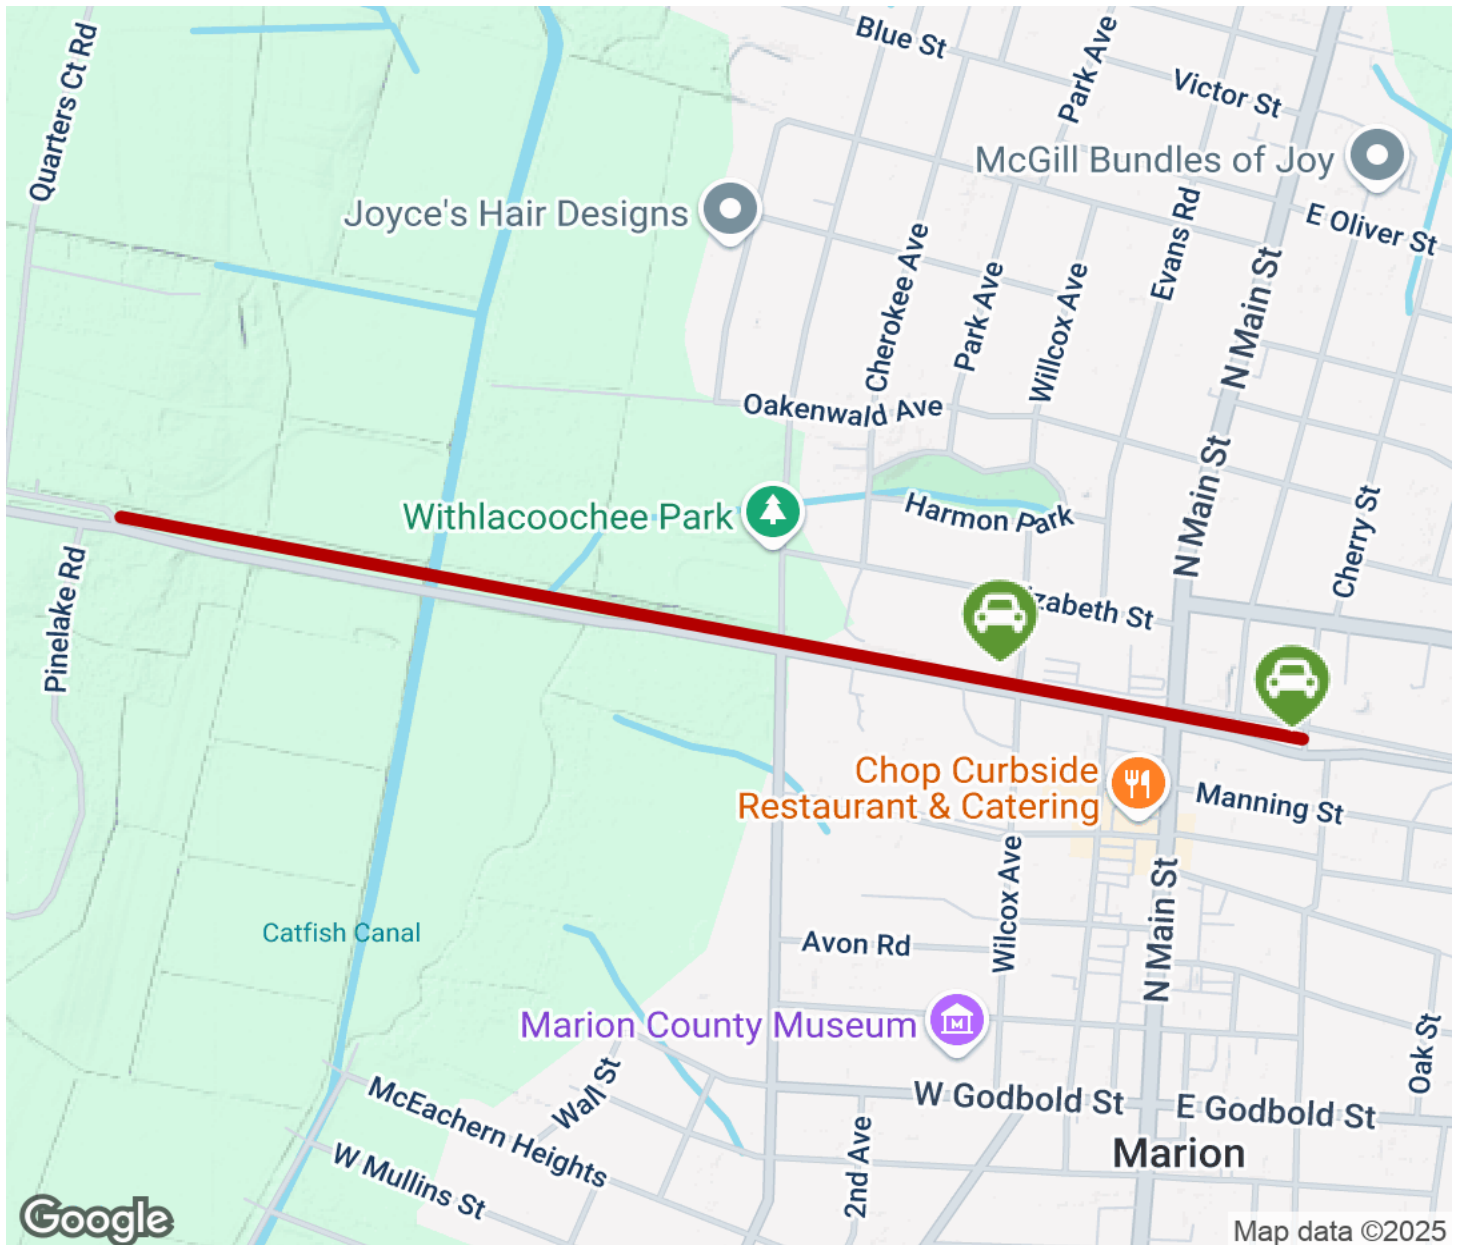 Quarters Ct Rd
Blue St
Park Ave
Victor St
McGill Bundles of Joy
Joyce's Hair Designs
E Oliver St
Evans Rd
N Main St
Cherokee Ave
Park Ave
Willcox Ave
Oakenwald Ave
N Main St
Withlacoochee Park
Harmon Park
Cherry St
Pinelake Rd
izabeth St
Chop Curbside
Restaurant & Catering
Manning St
Wilcox Ave
N Main St
Catfish Canal
Avon Rd
Marion County Museum
Oak St
Wall St
McEachern Heights
W Godbold St
E Godbold St
Marion
2nd Ave
W Mullins St
Google
Map data ©2025